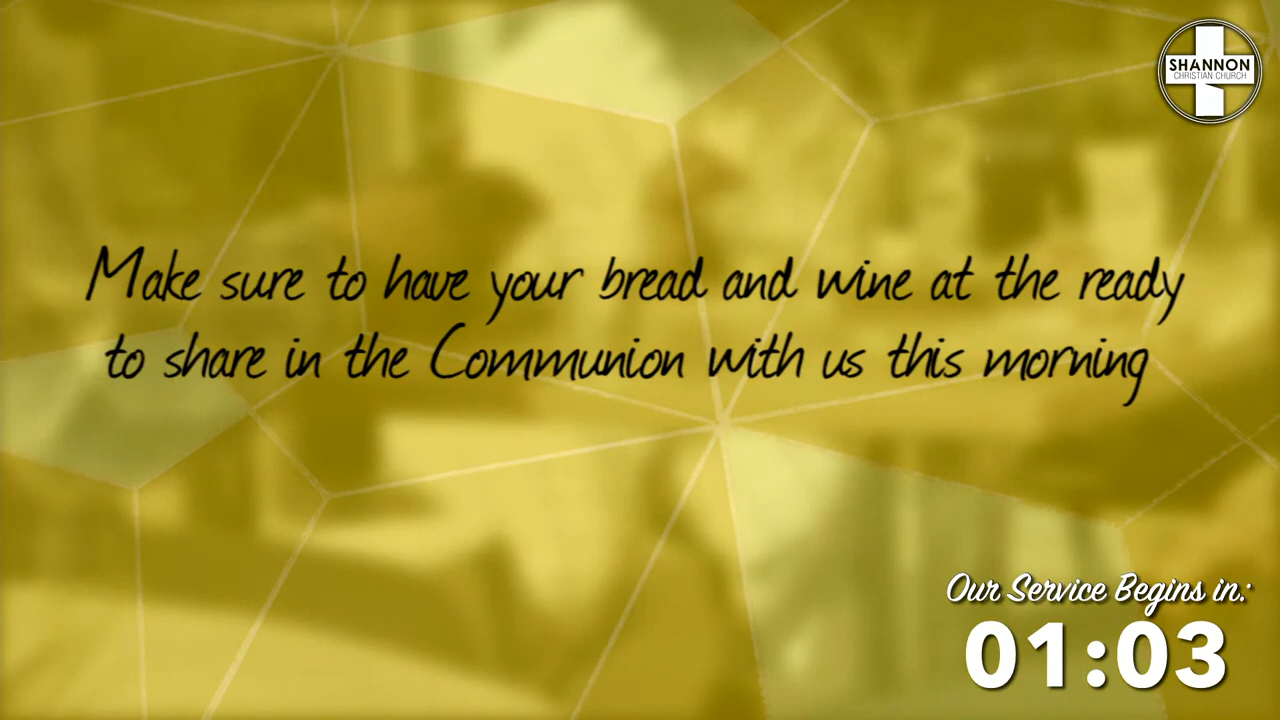 SHANNON
CHRISTIAN CHURCH
Make sure to have your bread and wine at the ready
to share in the Communion with us this morning
Our Service Begins in:
01:03